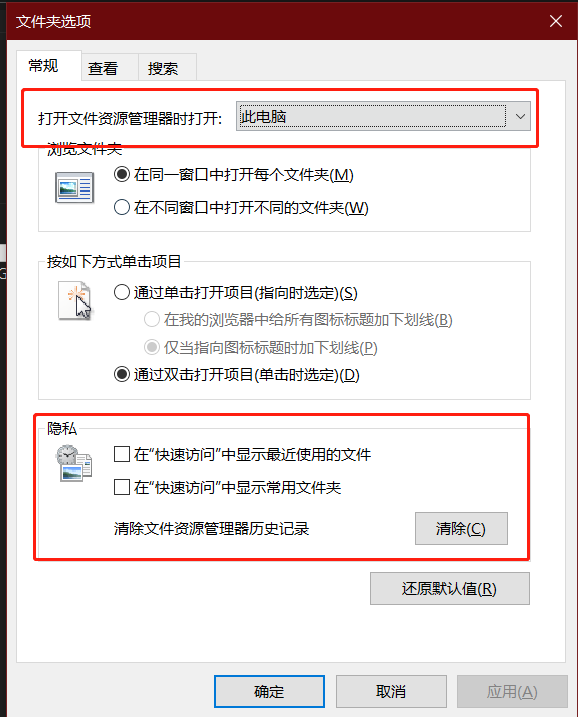 文件夹选项
常规 查看 搜索
打开文件资源管理器时打开: 此电脑
浏览文件夹
在同一窗口中打开每个文件夹(M)
在不同窗口中打开不同的文件夹(W)
按如下方式单击项目
通过单击打开项目(指向时选定)(S)
在我的浏览器中给所有图标标题加下划线(B)
仅当指向图标标题时加下划线(P)
通过双击打开项目(单击时选定)(D)
隐私
在“快速访问”中显示最近使用的文件
在“快速访问”中显示常用文件夹
清除文件资源管理器历史记录 清除(C)
还原默认值(R)
确定 取消 应用(A)